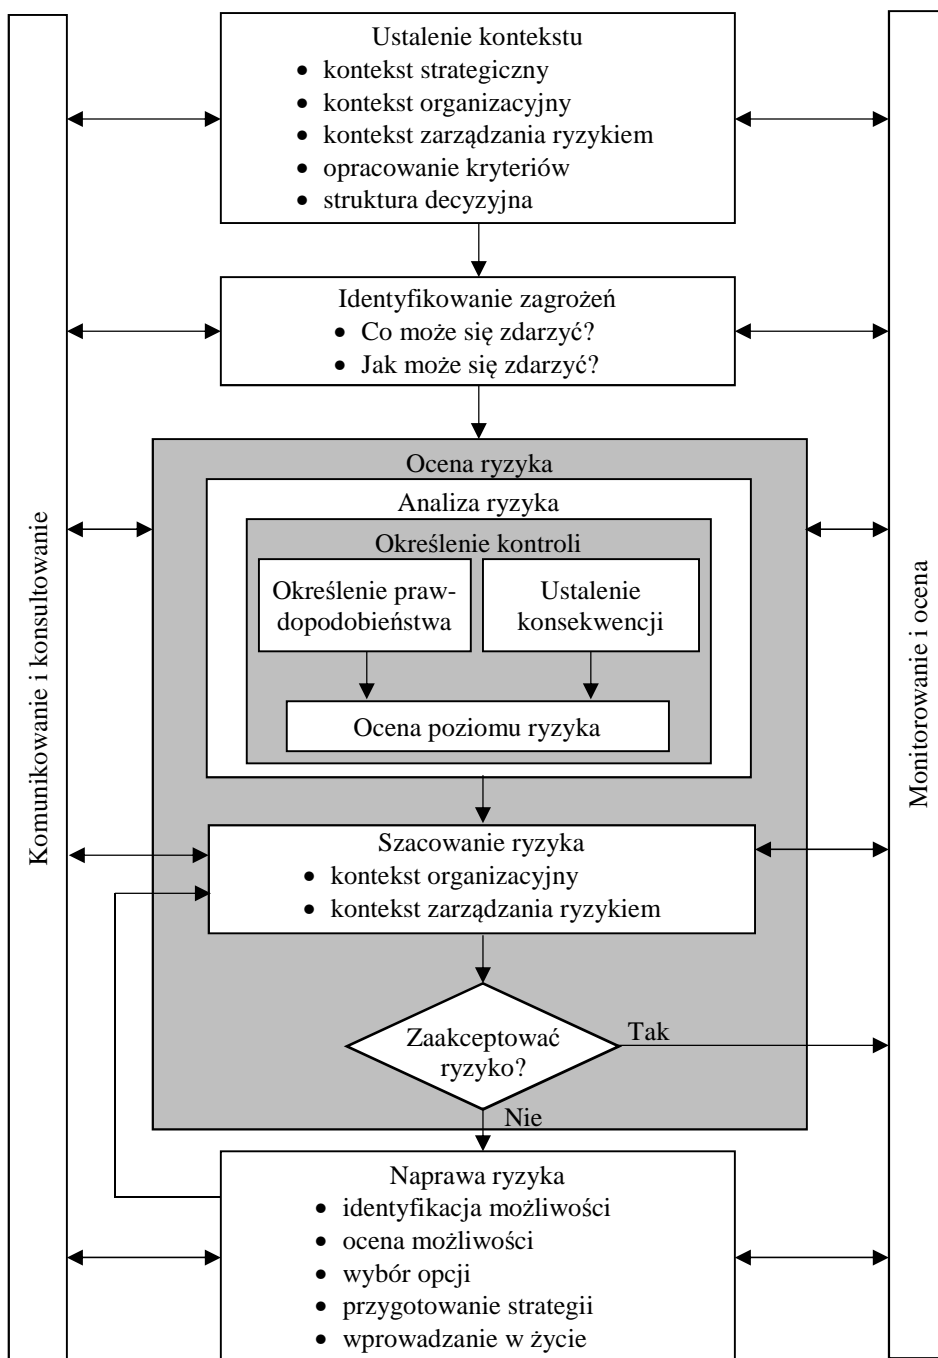 Ustalenie kontekstu
• kontekst strategiczny
• kontekst organizacyjny
• kontekst zarządzania ryzykiem
• opracowanie kryteriów
• struktura decyzyjna
Identyfikowanie zagrożeń
• Co może się zdarzyć?
• Jak może się zdarzyć?
Ocena ryzyka
Analiza ryzyka
Określenie kontroli
Określenie praw-
dopodobieństwa
Ustalenie
konsekwencji
Ocena poziomu ryzyka
Szacowanie ryzyka
• kontekst organizacyjny
• kontekst zarządzania ryzykiem
Zaakceptować
ryzyko?
Tak
Nie
Naprawa ryzyka
• identyfikacja możliwości
• ocena możliwości
• wybór opcji
• przygotowanie strategii
• wprowadzanie w życie
Komunikowanie i konsultowanie
Monitorowanie i ocena